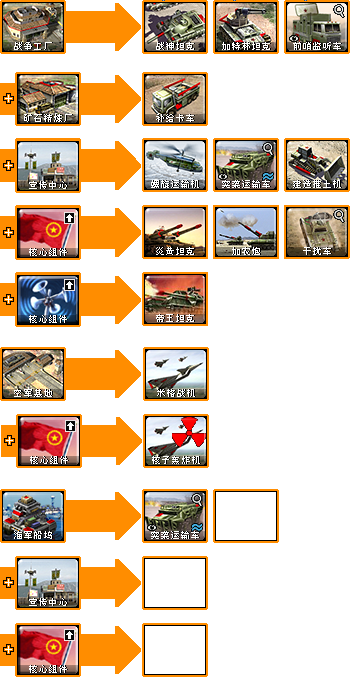 战争工厂
战神坦克
加特林坦克
前哨监听车
矿石精炼厂
补给卡车
宣传中心
螺旋运输机
突袭运输车
建造推土机
核心组件
炎黄坦克
加农炮
干扰车
核心组件
帝王坦克
空军基地
米格战机
核心组件
核子轰炸机
海军船坞
突袭运输车
宣传中心
核心组件